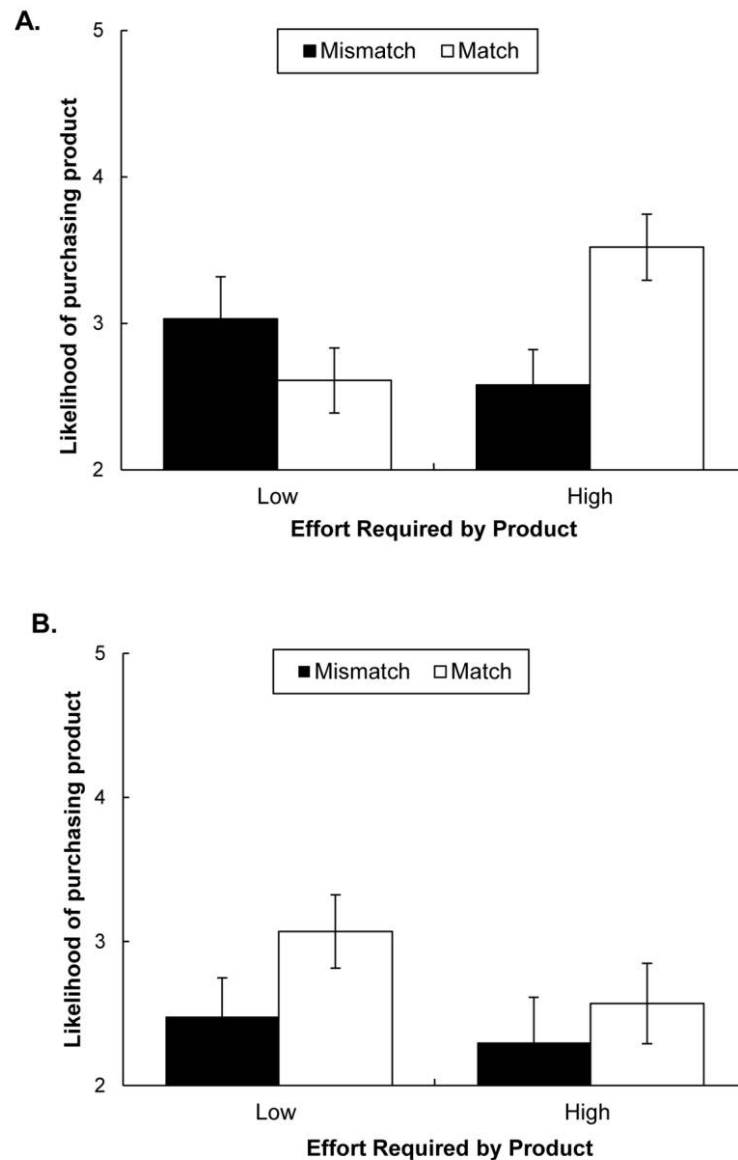 A.
Mismatch Match
5
4
3
2
Likelihood of purchasing product
Low High
Effort Required by Product
B.
Mismatch Match
5
4
3
2
Likelihood of purchasing product
Low High
Effort Required by Product